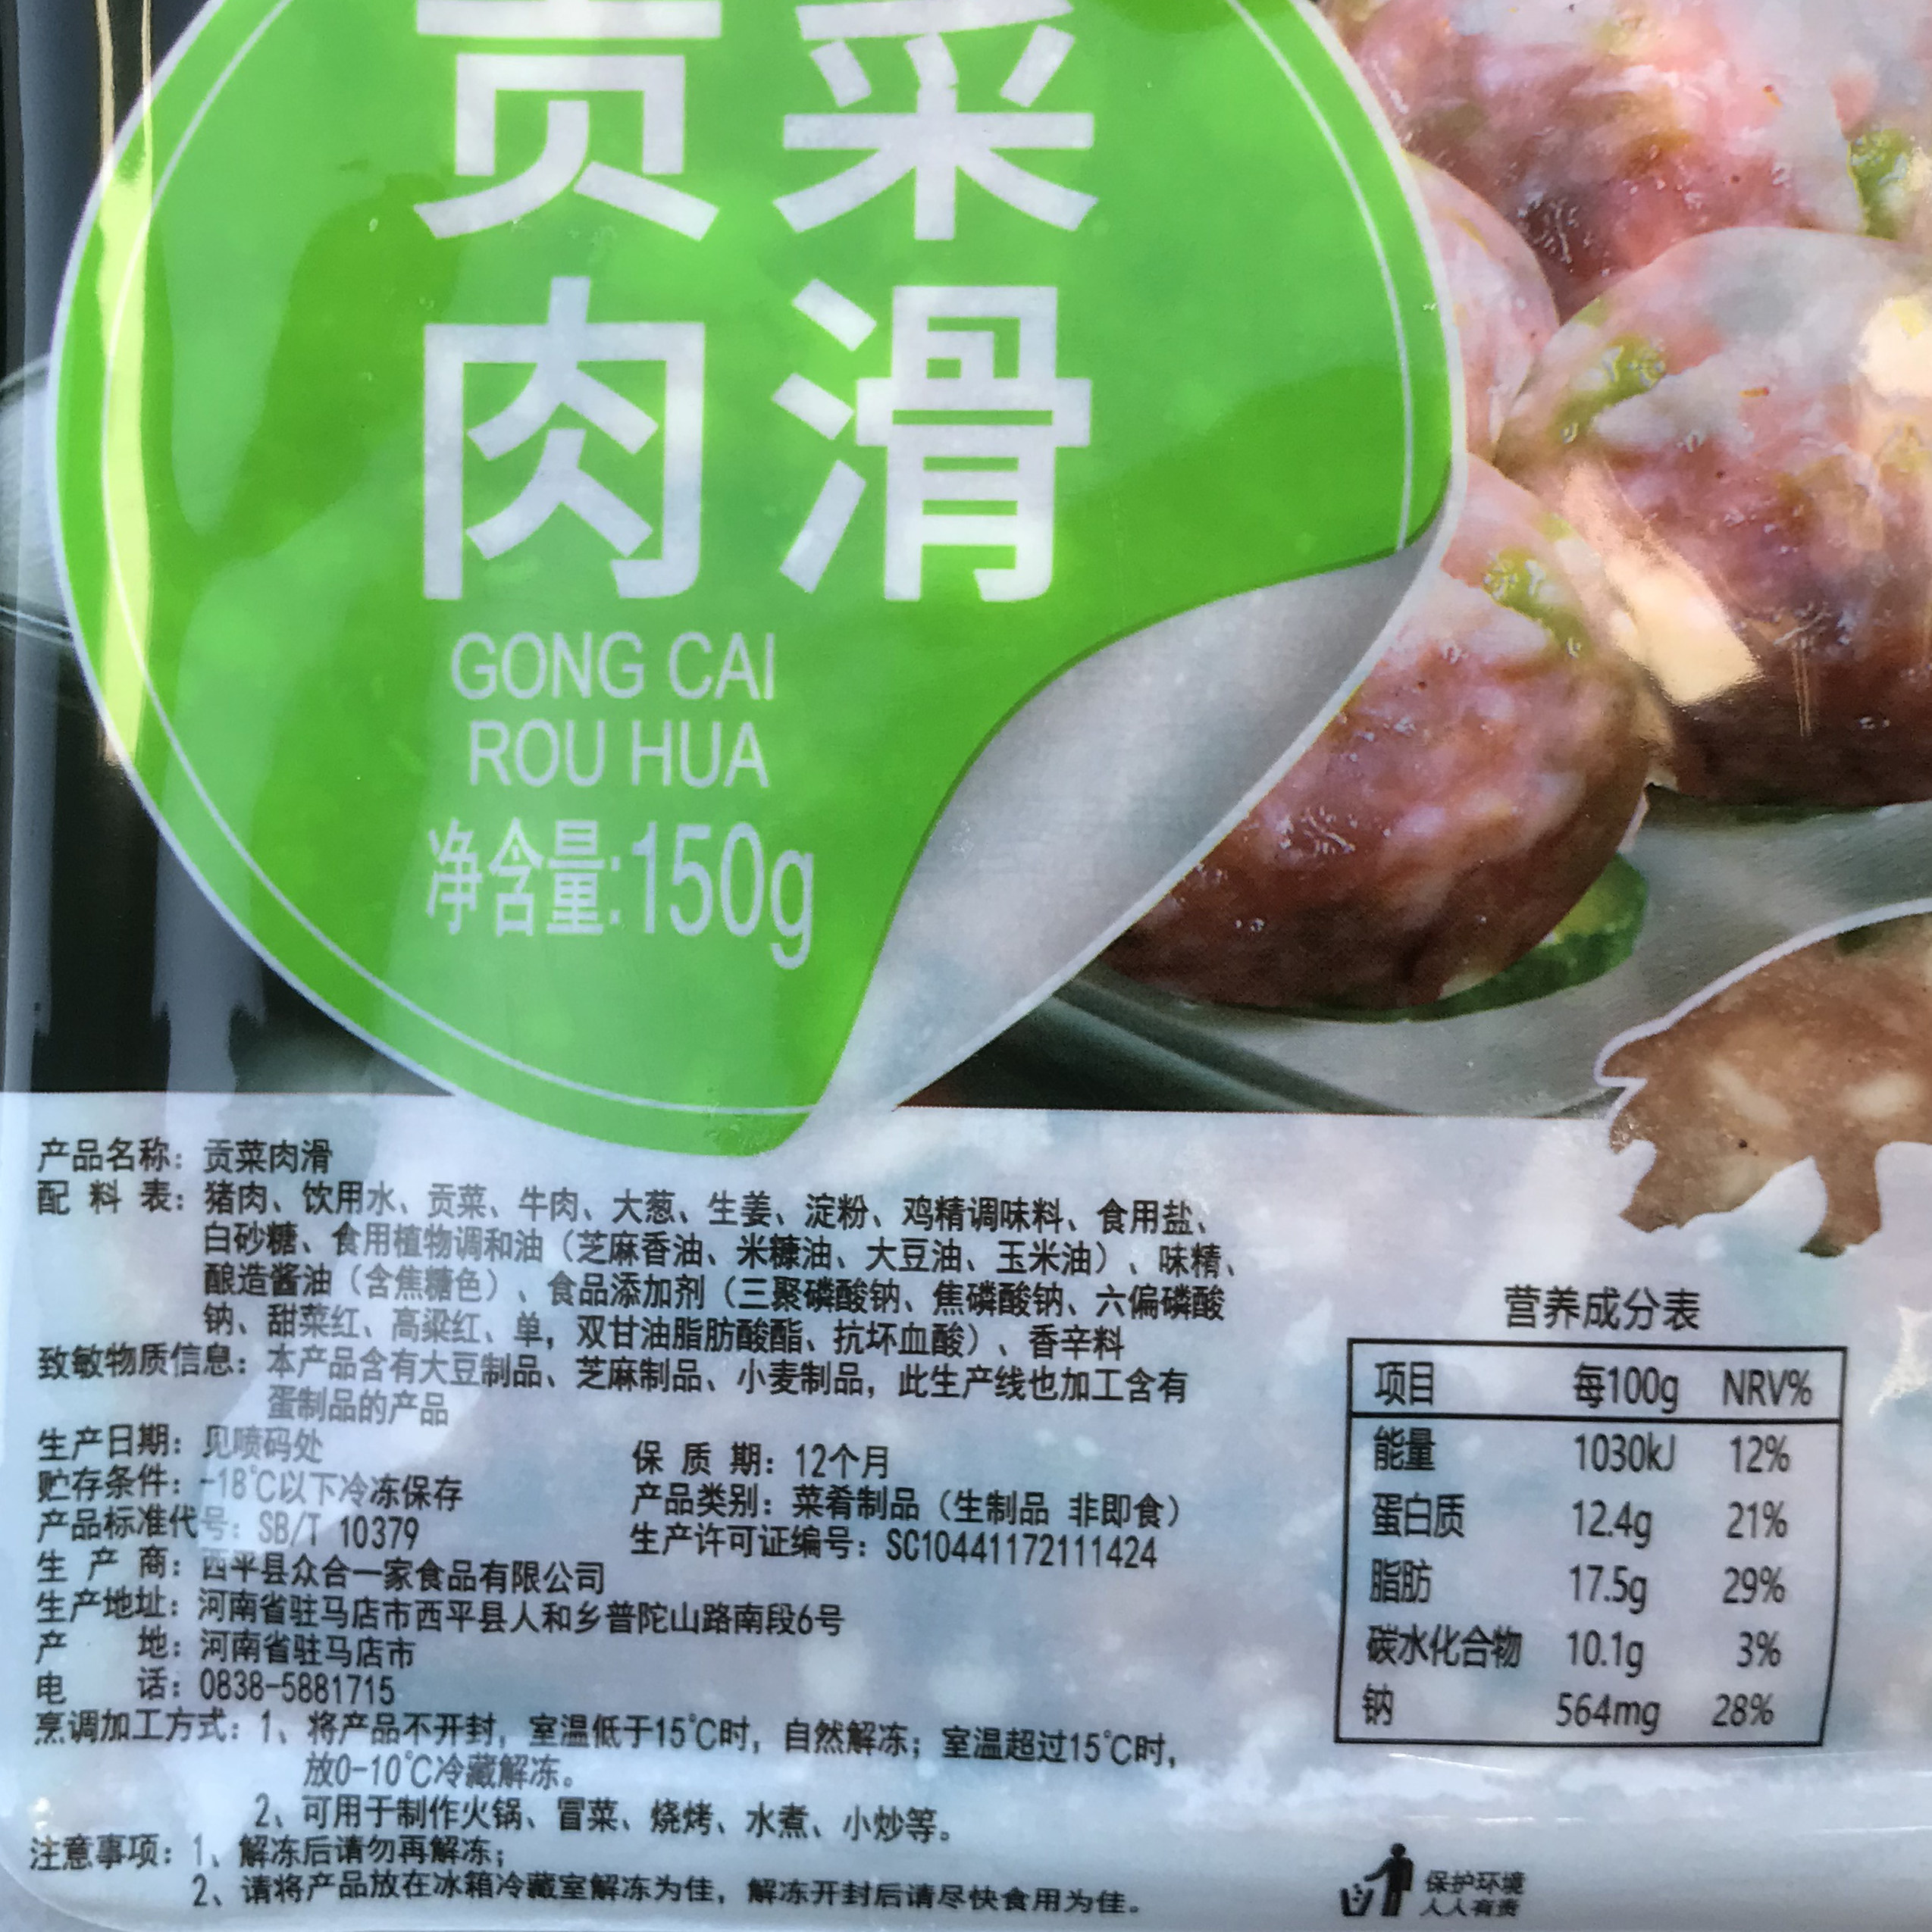 贡菜
肉滑
GONG CAI
ROU HUA
净含量:150g
产品名称：贡菜肉滑
配 料 表：猪肉、饮用水、贡菜、牛肉、大葱、生姜、淀粉、鸡精调味料、食用盐、
白砂糖、食用植物调和油（芝麻香油、米糠油、大豆油、玉米油）、味精、
酿造酱油（含焦糖色）、食品添加剂（三聚磷酸钠、焦磷酸钠、六偏磷酸
钠、甜菜红、高粱红、单，双甘油脂肪酸酯、抗坏血酸）、香辛料
致敏物质信息：本产品含有大豆制品、芝麻制品、小麦制品，此生产线也加工含有
蛋制品的产品
生产日期：见喷码处
保 质 期：12个月
贮存条件：-18℃以下冷冻保存
产品类别：菜肴制品（生制品 非即食）
产品标准代号：SB/T 10379
生产许可证编号：SC10441172111424
生 产 商：西平县众合一家食品有限公司
生产地址：河南省驻马店市西平县人和乡普陀山路南段6号
产 地：河南省驻马店市
电 话：0838-5881715
烹调加工方式：1、将产品不开封，室温低于15℃时，自然解冻；室温超过15℃时，
放0-10℃冷藏解冻。
2、可用于制作火锅、冒菜、烧烤、水煮、小炒等。
注意事项：1、解冻后请勿再解冻；
2、请将产品放在冰箱冷藏室解冻为佳，解冻开封后请尽快食用为佳。
营养成分表
项目 每100g NRV%
能量 1030kJ 12%
蛋白质 12.4g 21%
脂肪 17.5g 29%
碳水化合物 10.1g 3%
钠 564mg 28%
保护环境
人人有责